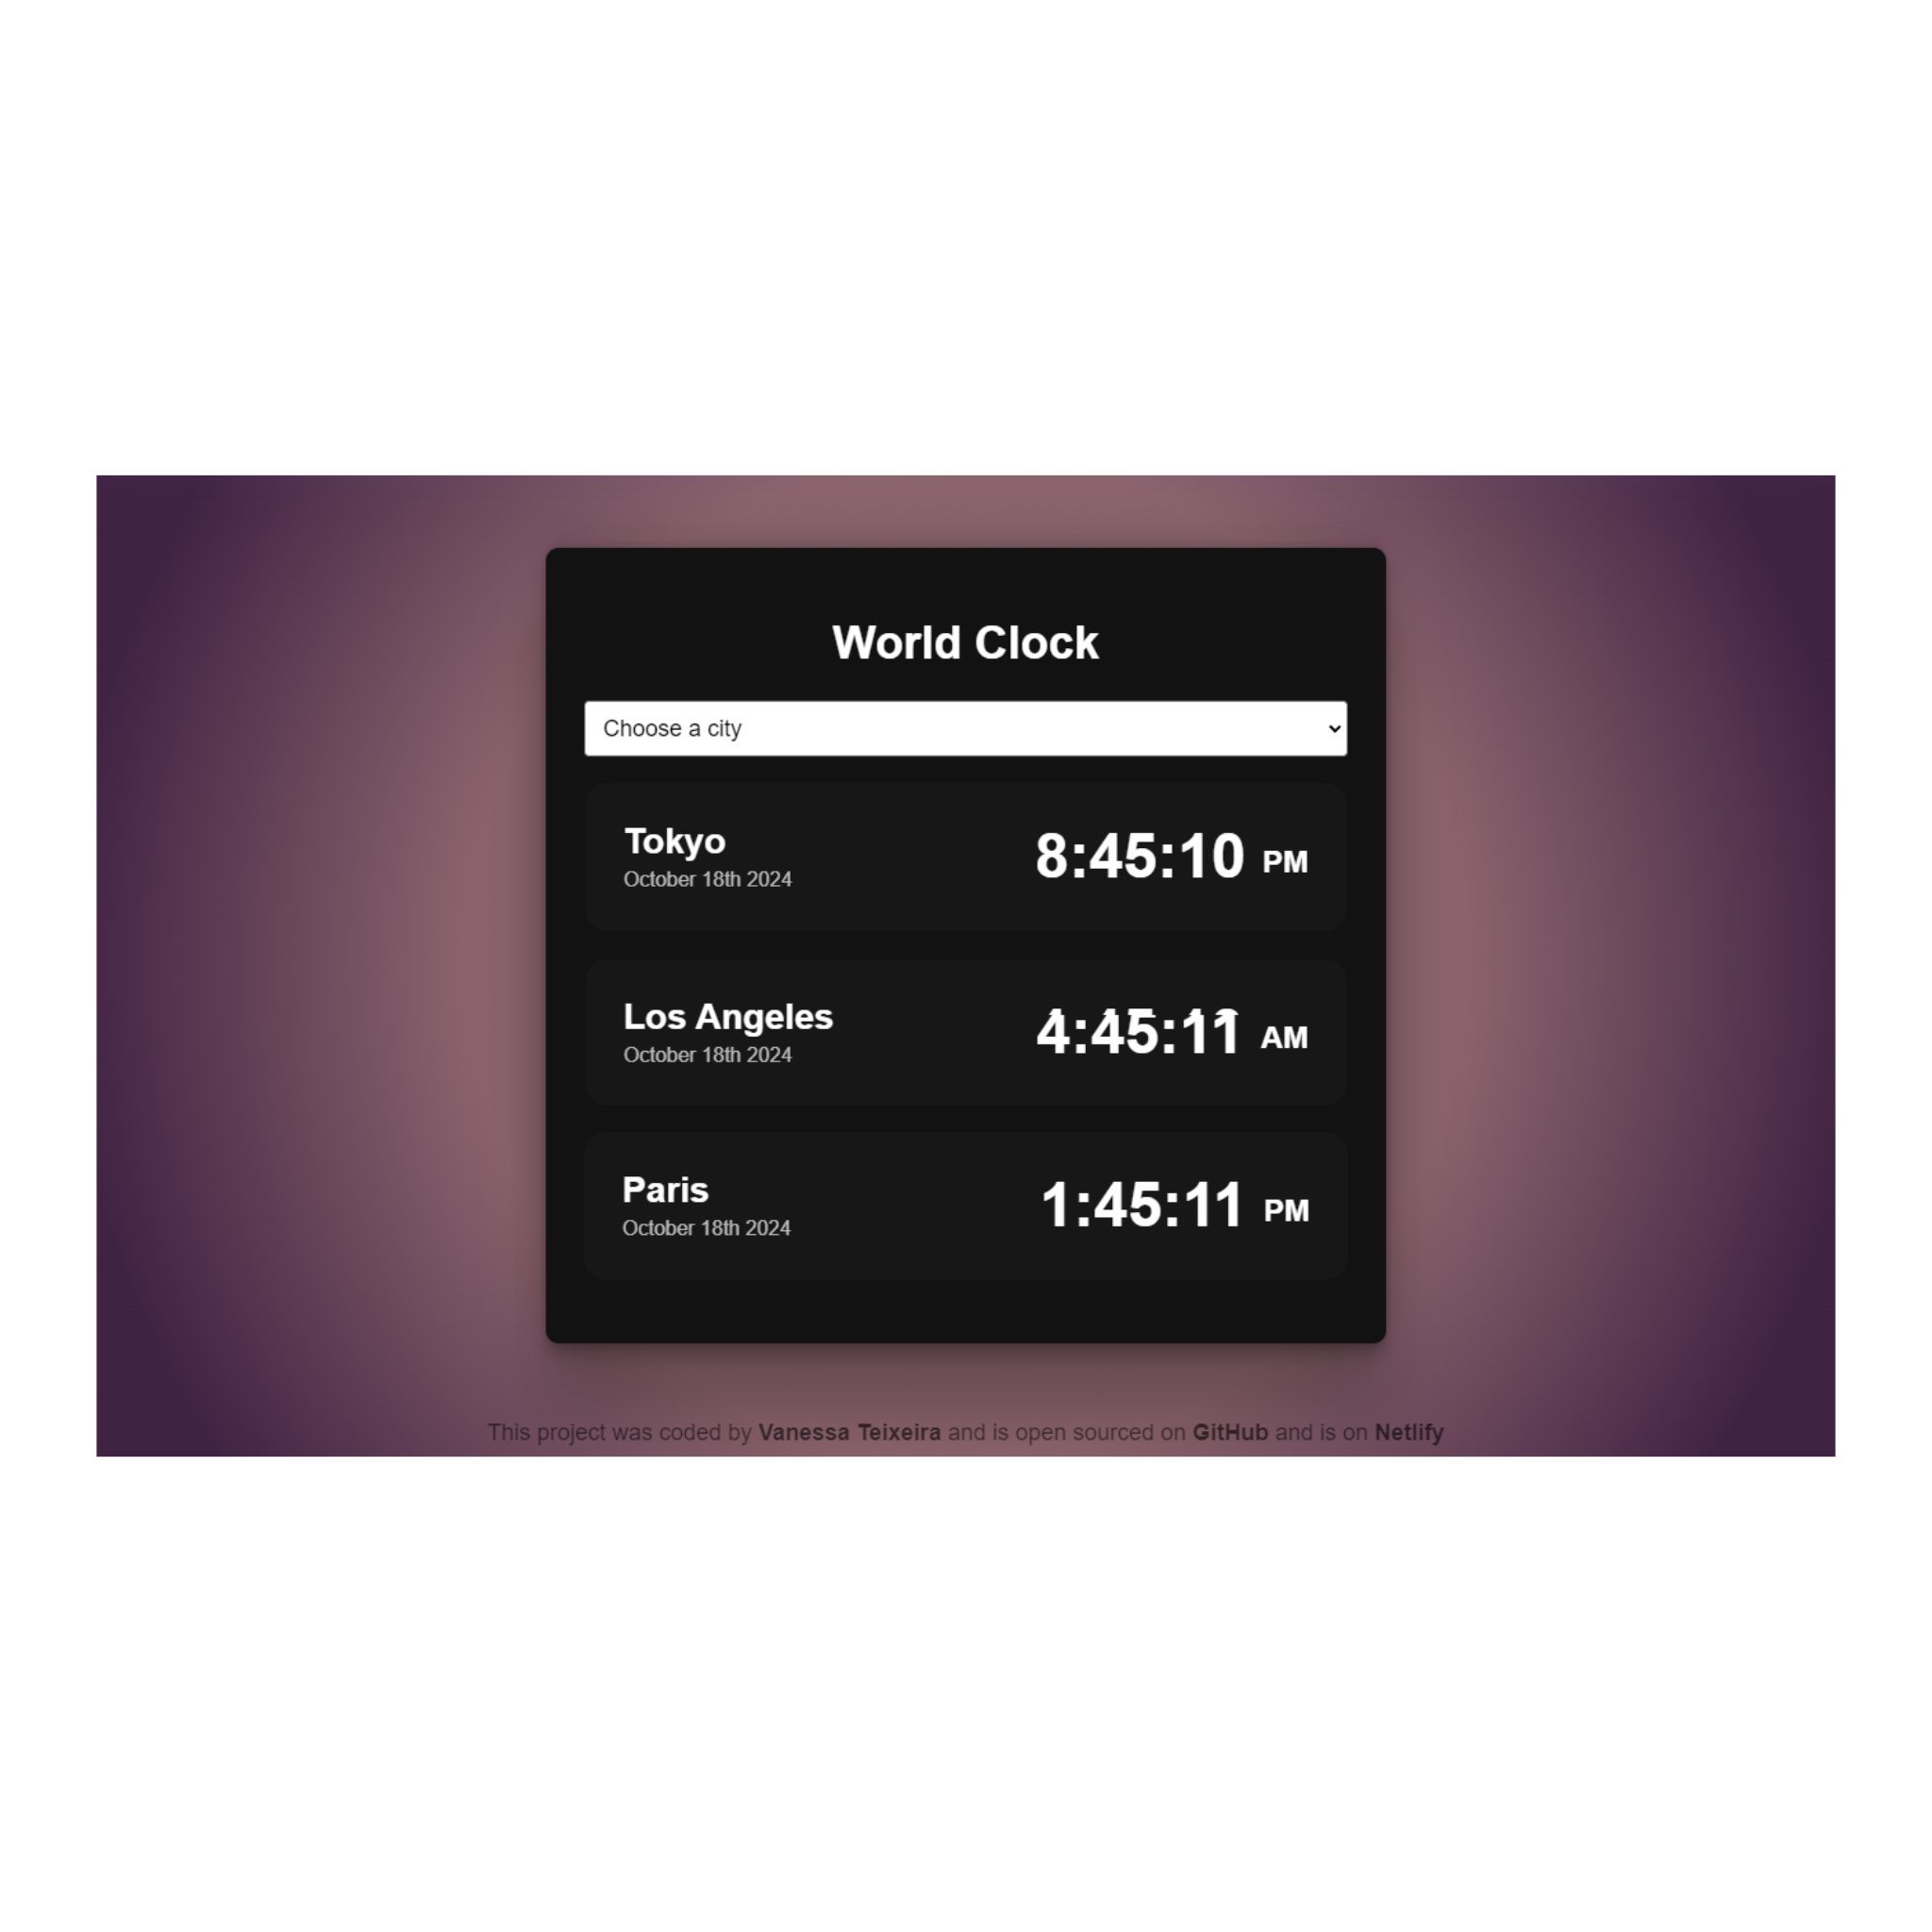 World Clock
Choose a city
Tokyo
October 18th 2024
8:45:10 PM
Los Angeles
October 18th 2024
4:45:11 AM
Paris
October 18th 2024
1:45:11 PM
This project was coded by Vanessa Teixeira and is open sourced on GitHub and is on Netlify